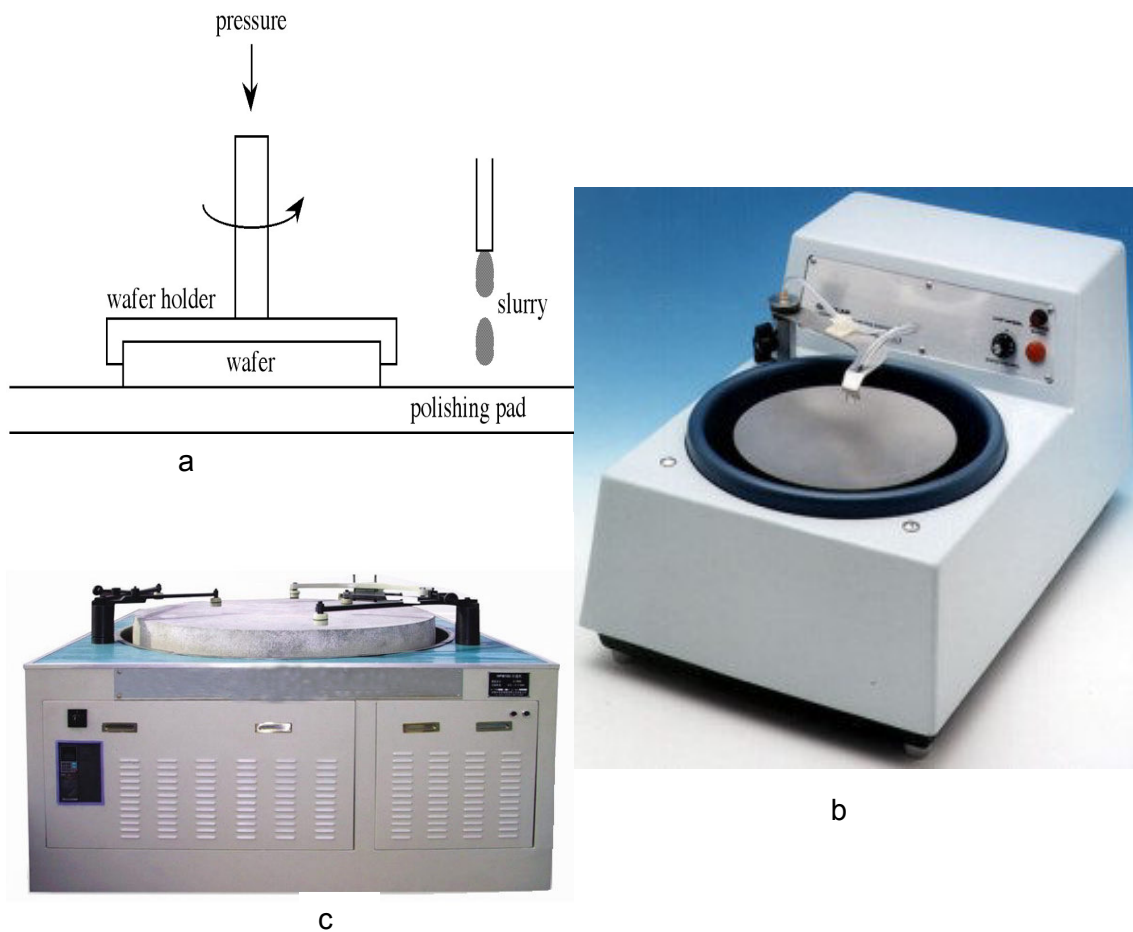 pressure
wafer holder
slurry
wafer
polishing pad
a
b
c